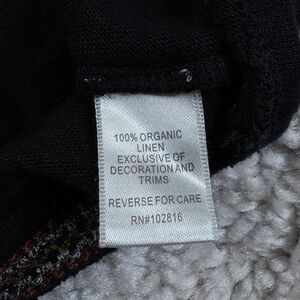 100% ORGANIC
LINEN
EXCLUSIVE OF
DECORATION AND
TRIMS
REVERSE FOR CARE
RN#102816